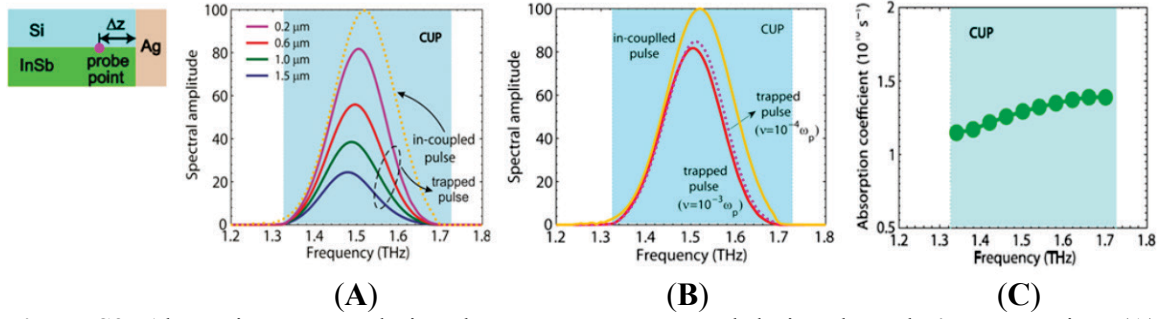 Si
Δz
Ag
InSb
probe
point
100
80
60
40
20
0
Spectral amplitude
0.2 μm
0.6 μm
1.0 μm
1.5 μm
CUP
in-coupled
pulse
trapped
pulse
1.2 1.3 1.4 1.5 1.6 1.7 1.8
Frequency (THz)
(A)
100
80
60
40
20
0
Spectral amplitude
in-couplled
pulse
CUP
trapped
pulse
(ν=10⁻⁴ωp)
trapped
pulse
(ν=10⁻³ωp)
1.2 1.3 1.4 1.5 1.6 1.7 1.8
Frequency (THz)
(B)
2
1.5
1
0.5
Absorption coefficient
CUP
1.2 1.3 1.4 1.5 1.6 1.7 1.8
Frequency (THz)
(C)